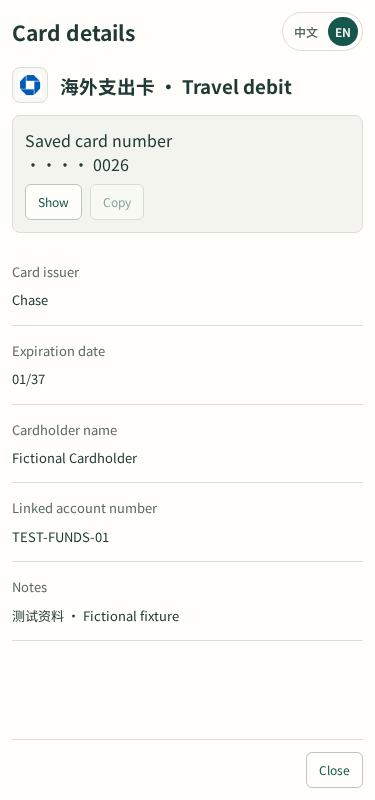 Card details
中文 EN
海外支出卡 • Travel debit
Saved card number
• • • • 0026
Show Copy
Card issuer
Chase
Expiration date
01/37
Cardholder name
Fictional Cardholder
Linked account number
TEST-FUNDS-01
Notes
测试资料 • Fictional fixture
Close